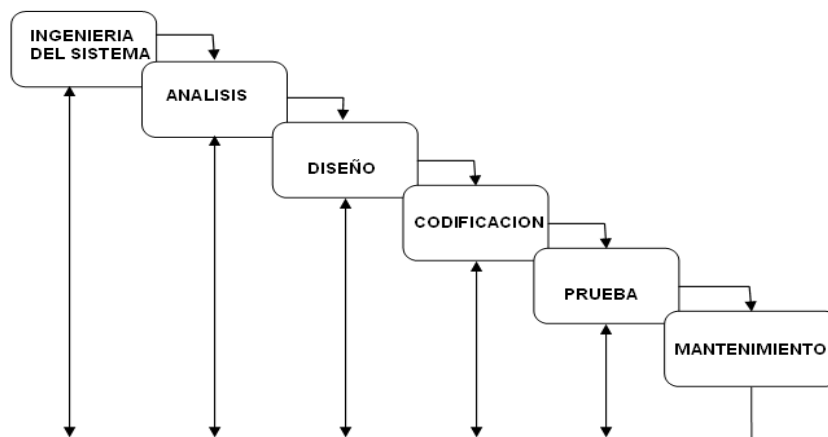 INGENIERIA
DEL SISTEMA
ANALISIS
DISEÑO
CODIFICACION
PRUEBA
MANTENIMIENTO